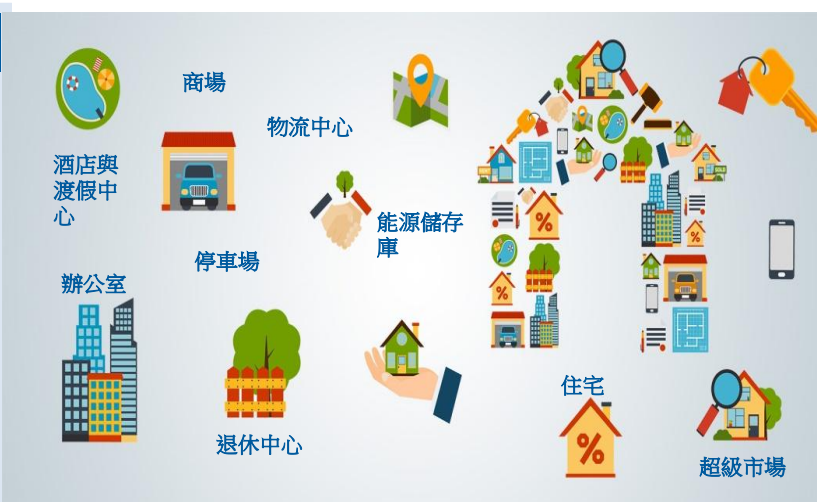 商場
物流中心
酒店與
渡假中
心
能源儲存
庫
停車場
辦公室
住宅
退休中心
超級市場